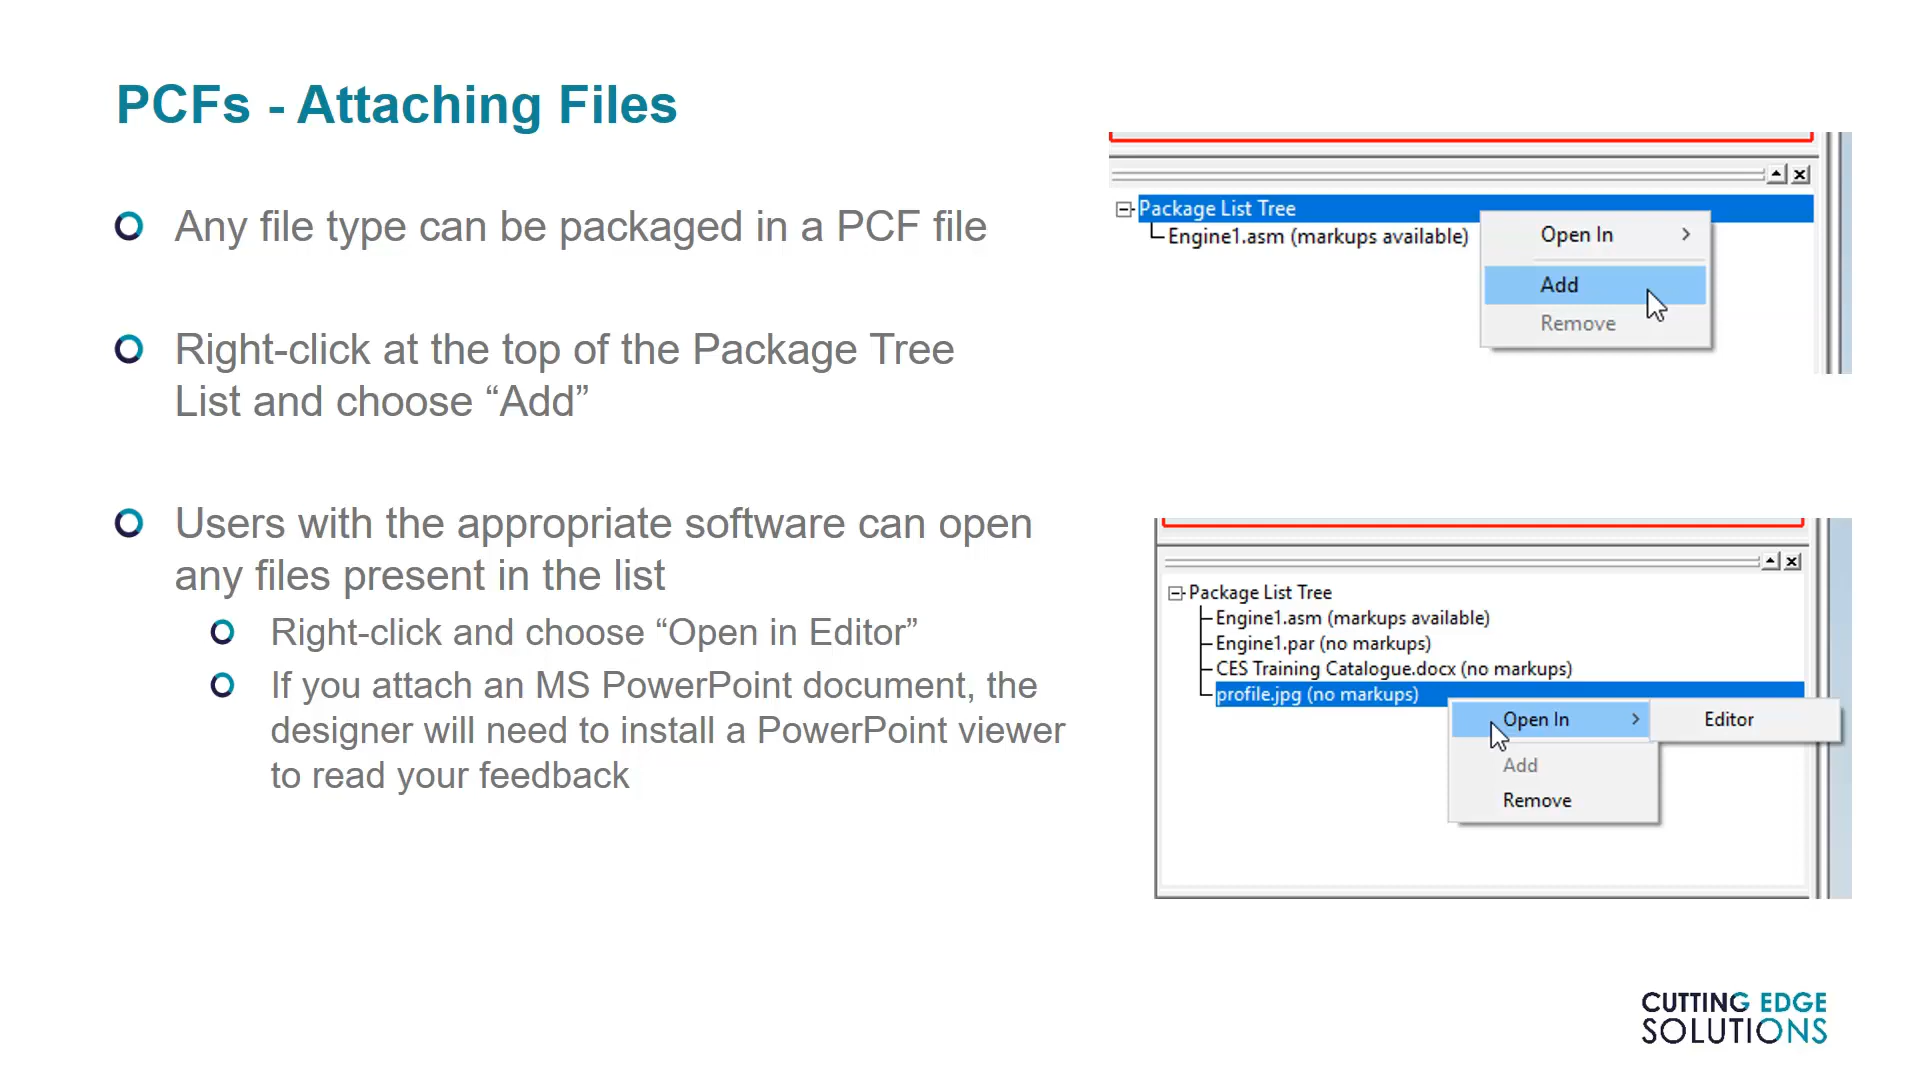 PCFs - Attaching Files
Any file type can be packaged in a PCF file
Right-click at the top of the Package Tree
List and choose “Add”
Users with the appropriate software can open
any files present in the list
Right-click and choose “Open in Editor”
If you attach an MS PowerPoint document, the
designer will need to install a PowerPoint viewer
to read your feedback
Package List Tree
Engine1.asm (markups available)
Open In
Add
Remove
Package List Tree
Engine1.asm (markups available)
Engine1.par (no markups)
CES Training Catalogue.docx (no markups)
profile.jpg (no markups)
Open In
Editor
Add
Remove
CUTTING EDGE
SOLUTIONS